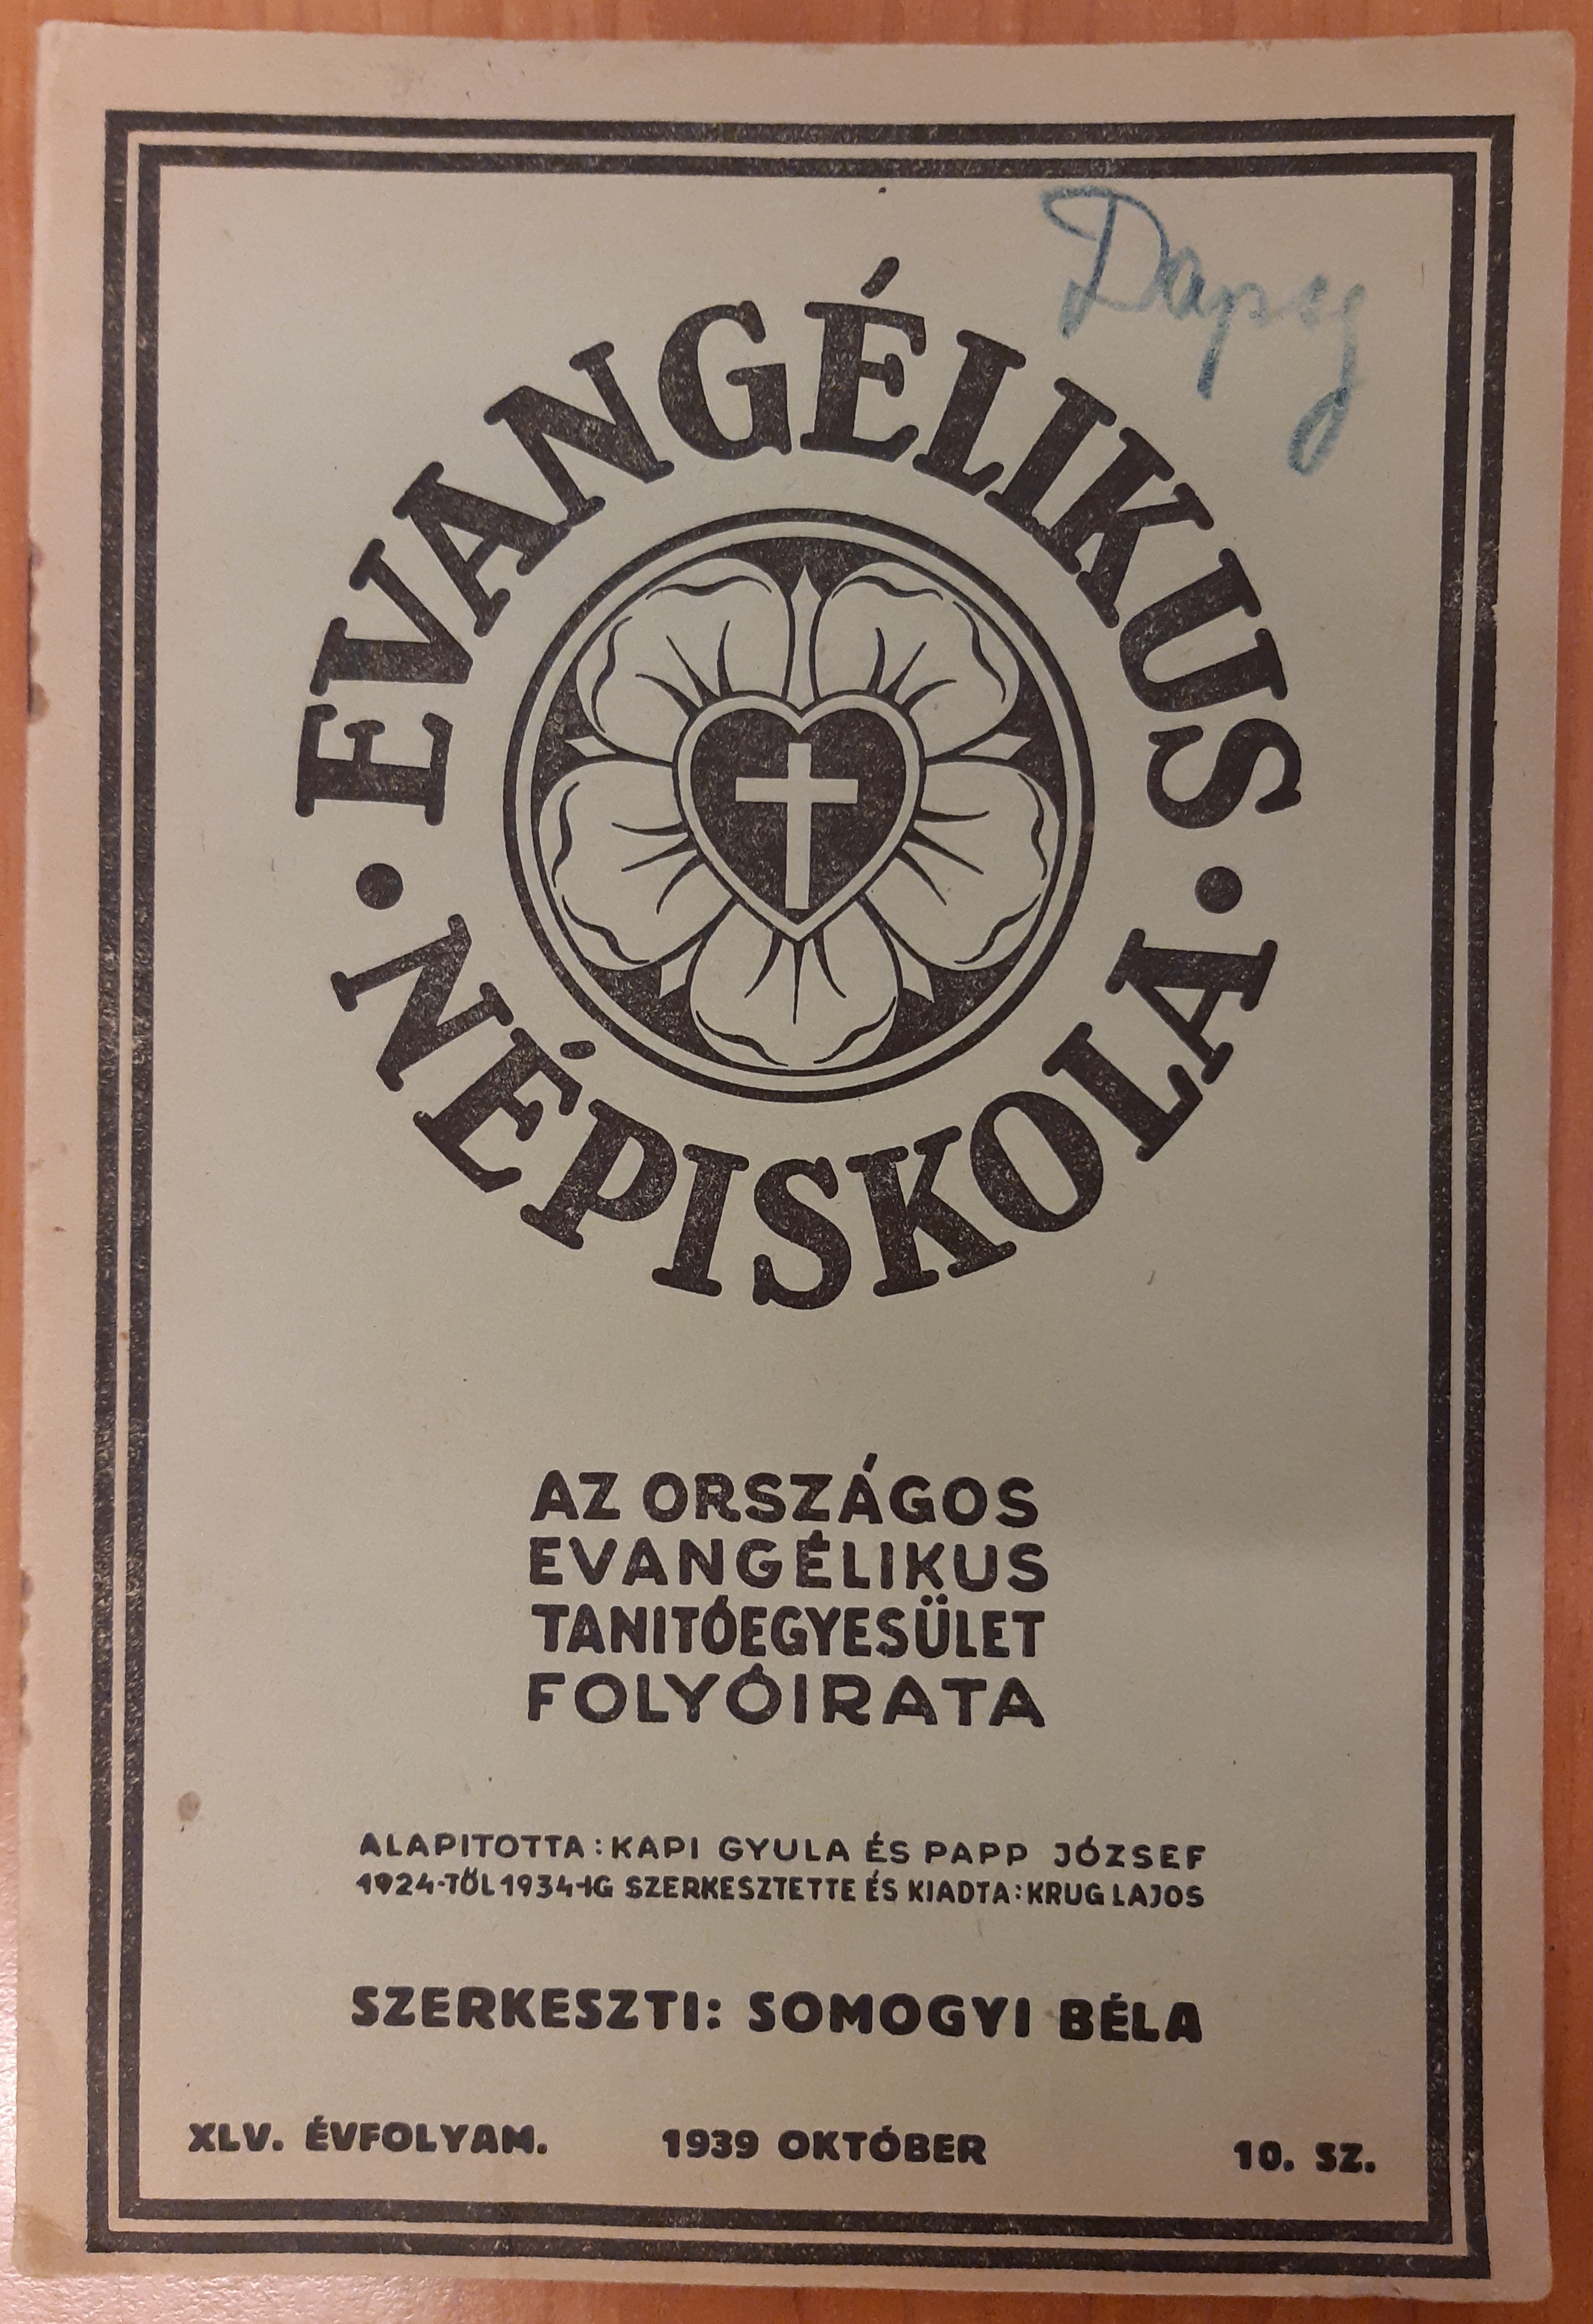 Dapsy
EVANGÉLIKUS
• NÉPISKOLA •
AZ ORSZÁGOS
EVANGÉLIKUS
TANITÓEGYESÜLET
FOLYÓIRATA
ALAPITOTTA: KAPI GYULA ÉS PAPP JÓZSEF
1924-TŐL 1934-IG SZERKESZTETTE ÉS KIADTA: KRUG LAJOS
SZERKESZTI: SOMOGYI BÉLA
XLV. ÉVFOLYAM. 1939 OKTÓBER 10. SZ.